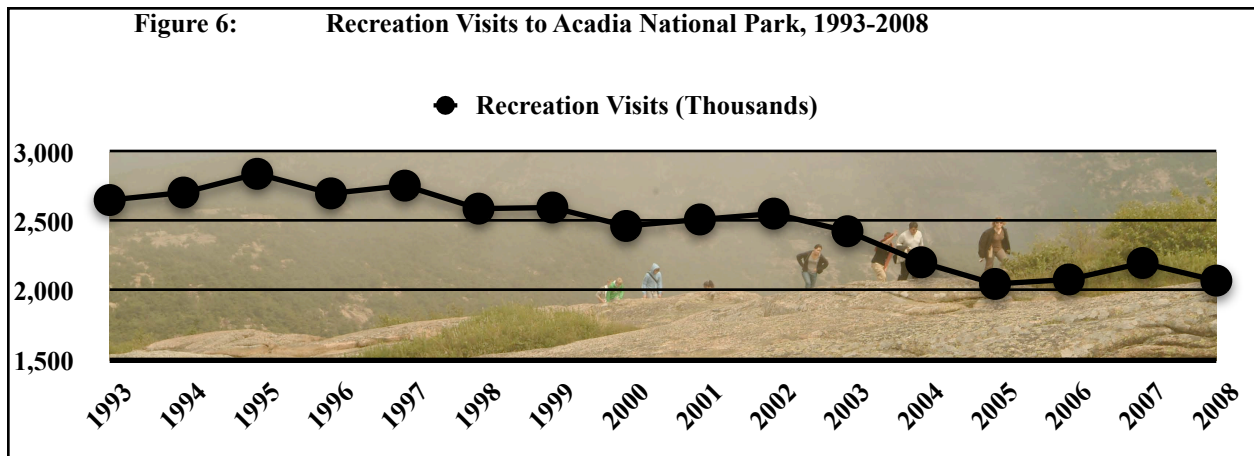 Figure 6: Recreation Visits to Acadia National Park, 1993-2008
Recreation Visits (Thousands)
3,000
2,500
2,000
1,500
1993 1994 1995 1996 1997 1998 1999 2000 2001 2002 2003 2004 2005 2006 2007 2008